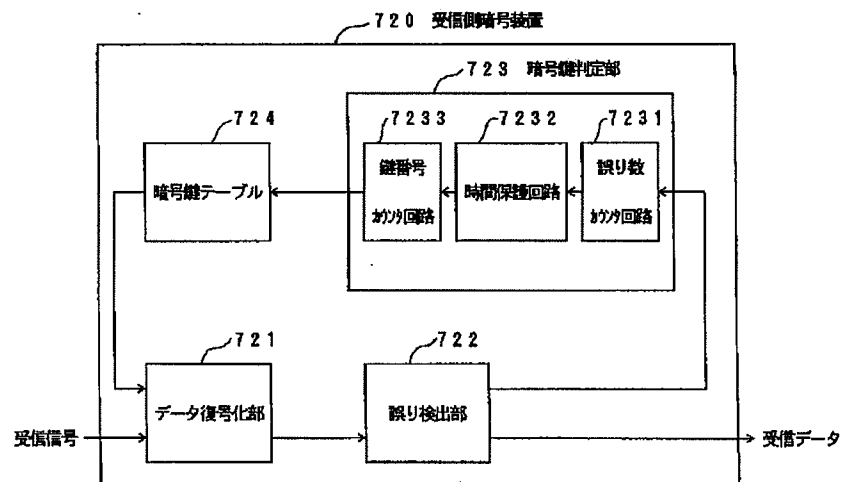 720 受信側暗号装置
723 暗号鍵判定部
724
7233
7232
7231
暗号鍵テーブル
鍵番号
カウンタ回路
時間保護回路
誤り数
カウンタ回路
721
722
データ復号化部
誤り検出部
受信信号
受信データ